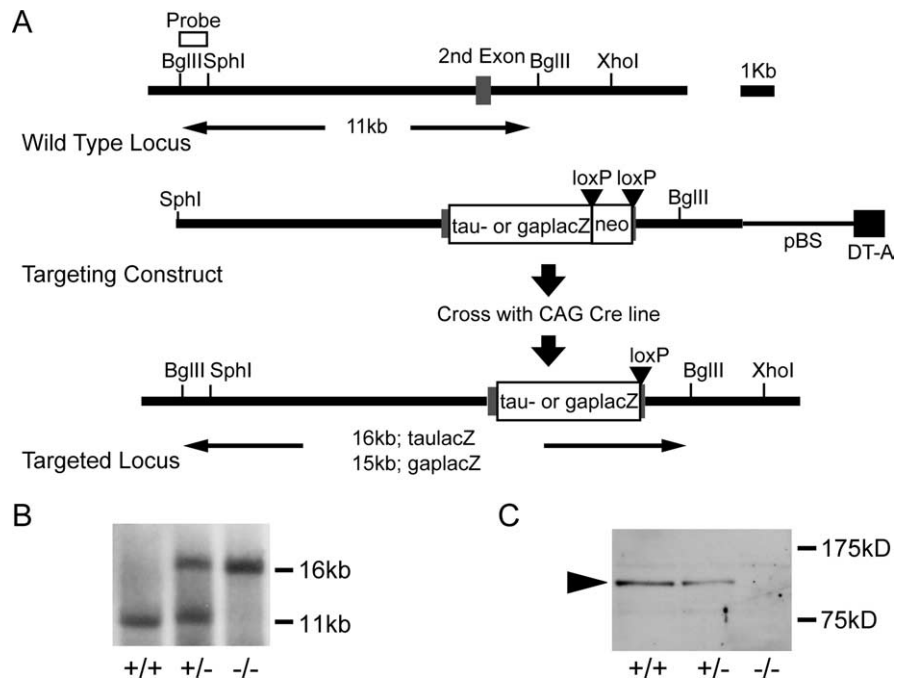 A
Probe
BglII SphI
2nd Exon
BglII
XhoI
1Kb
11kb
Wild Type Locus
SphI
loxP loxP
BglII
tau- or gaplacZ neo
pBS
DT-A
Targeting Construct
Cross with CAG Cre line
loxP
BglII SphI
BglII
XhoI
tau- or gaplacZ
16kb; taulacZ
15kb; gaplacZ
Targeted Locus
B
16kb
11kb
+/+ +/- -/-
C
175kD
75kD
+/+ +/- -/-